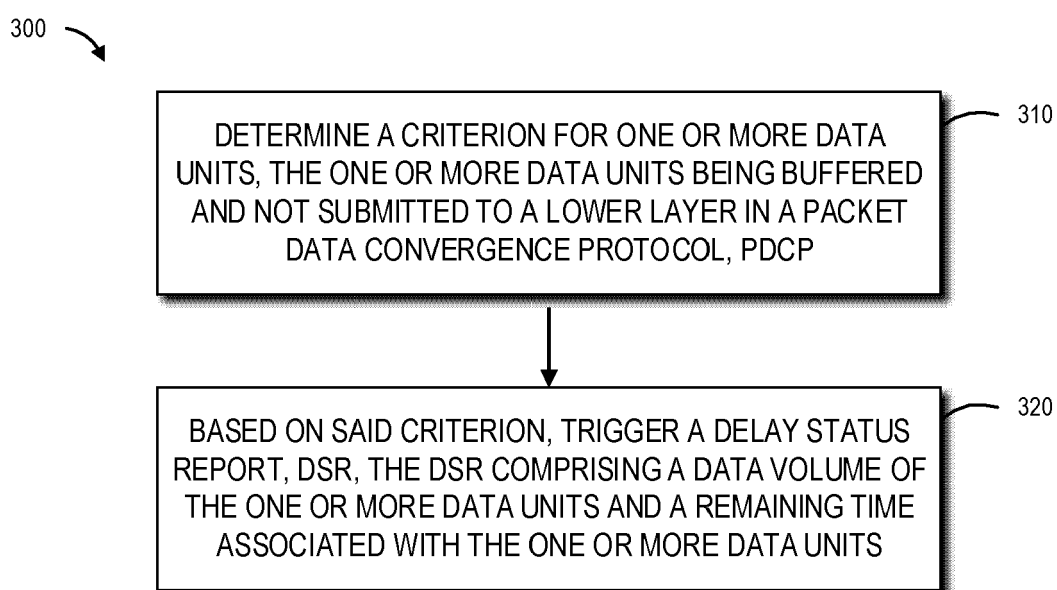 300
310
DETERMINE A CRITERION FOR ONE OR MORE DATA
UNITS, THE ONE OR MORE DATA UNITS BEING BUFFERED
AND NOT SUBMITTED TO A LOWER LAYER IN A PACKET
DATA CONVERGENCE PROTOCOL, PDCP
320
BASED ON SAID CRITERION, TRIGGER A DELAY STATUS
REPORT, DSR, THE DSR COMPRISING A DATA VOLUME OF
THE ONE OR MORE DATA UNITS AND A REMAINING TIME
ASSOCIATED WITH THE ONE OR MORE DATA UNITS